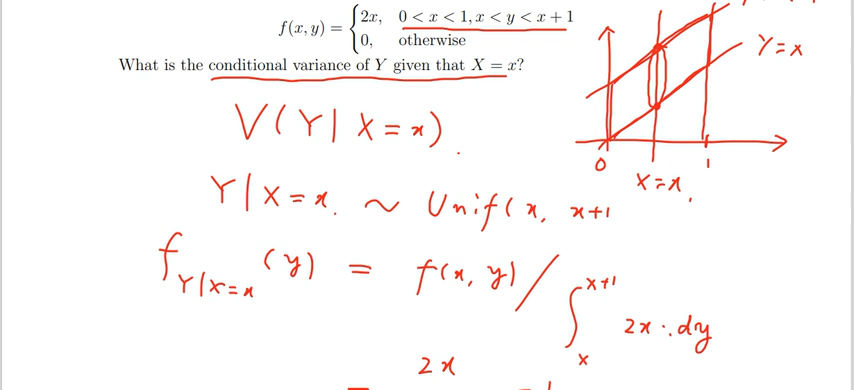 f(x, y) = { 2x, 0 < x < 1, x < y < x + 1
0, otherwise
What is the conditional variance of Y given that X = x?
Y = x
V(Y | X = x).
0 1
X = x,
Y | X = x. ~ Unif(x, x+1
f_{Y|X=x}(y) = f(x, y) / ∫_x^{x+1} 2x · dy
2x